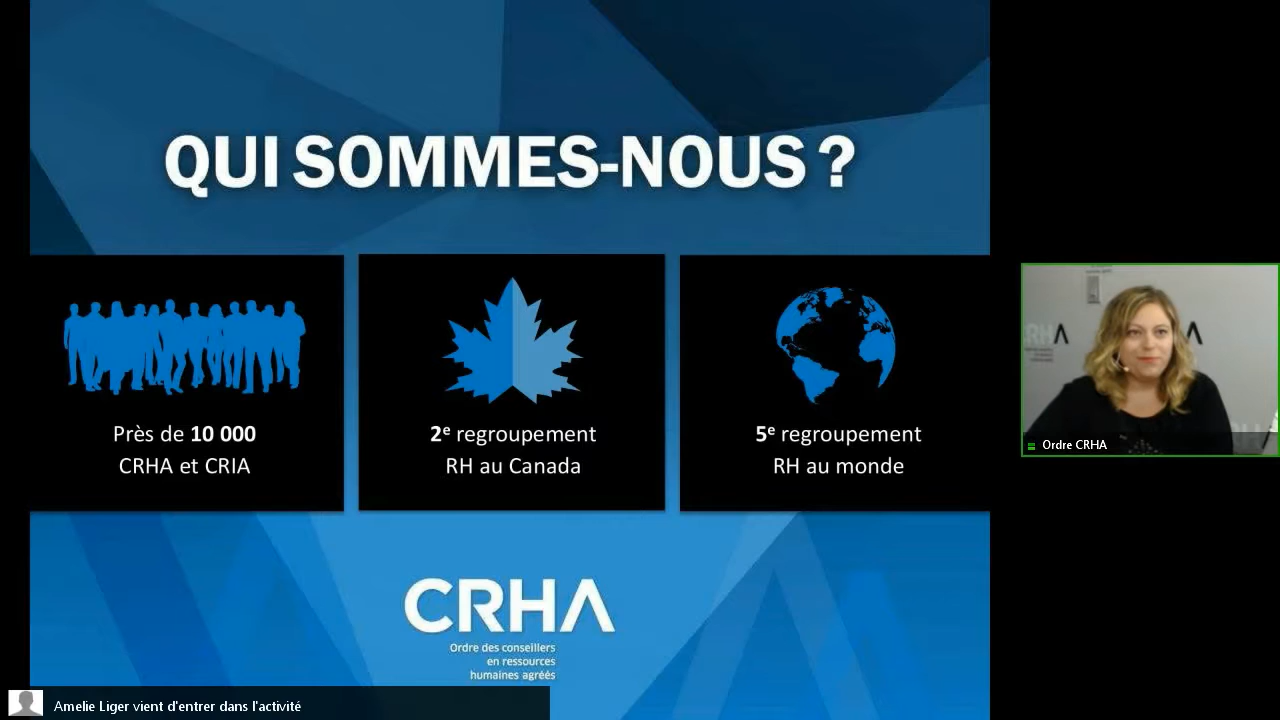 QUI SOMMES-NOUS ?
Près de 10 000
CRHA et CRIA
2e regroupement
RH au Canada
5e regroupement
RH au monde
CRHA
Ordre des conseillers
en ressources
humaines agréés
Ordre CRHA
Amelie Liger vient d'entrer dans l'activité